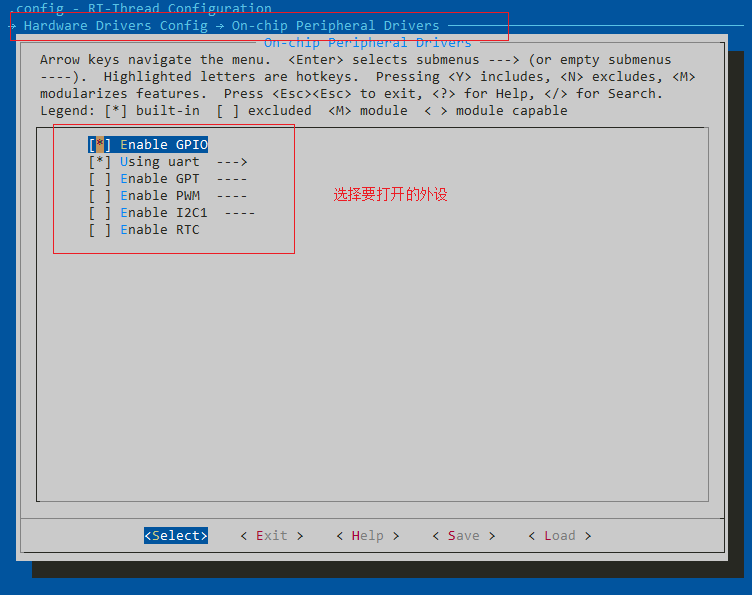 .config - RT-Thread Configuration
→ Hardware Drivers Config → On-chip Peripheral Drivers
On-chip Peripheral Drivers
Arrow keys navigate the menu.  <Enter> selects submenus ---> (or empty submenus
----).  Highlighted letters are hotkeys.  Pressing <Y> includes, <N> excludes, <M>
modularizes features.  Press <Esc><Esc> to exit, <?> for Help, </> for Search.
Legend: [*] built-in  [ ] excluded  <M> module  < > module capable
[*] Enable GPIO
[*] Using uart  --->
[ ] Enable GPT  ----
[ ] Enable PWM  ----
选择要打开的外设
[ ] Enable I2C1  ----
[ ] Enable RTC
<Select>    < Exit >    < Help >    < Save >    < Load >